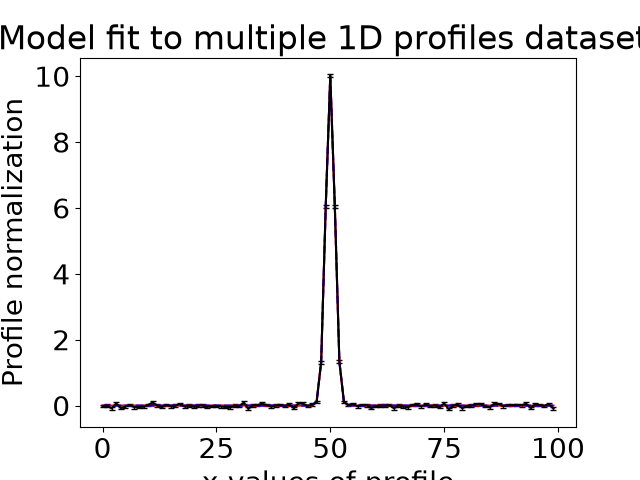 Model fit to multiple 1D profiles dataset
Profile normalization
10
8
6
4
2
0
0 25 50 75 100
x values of profile